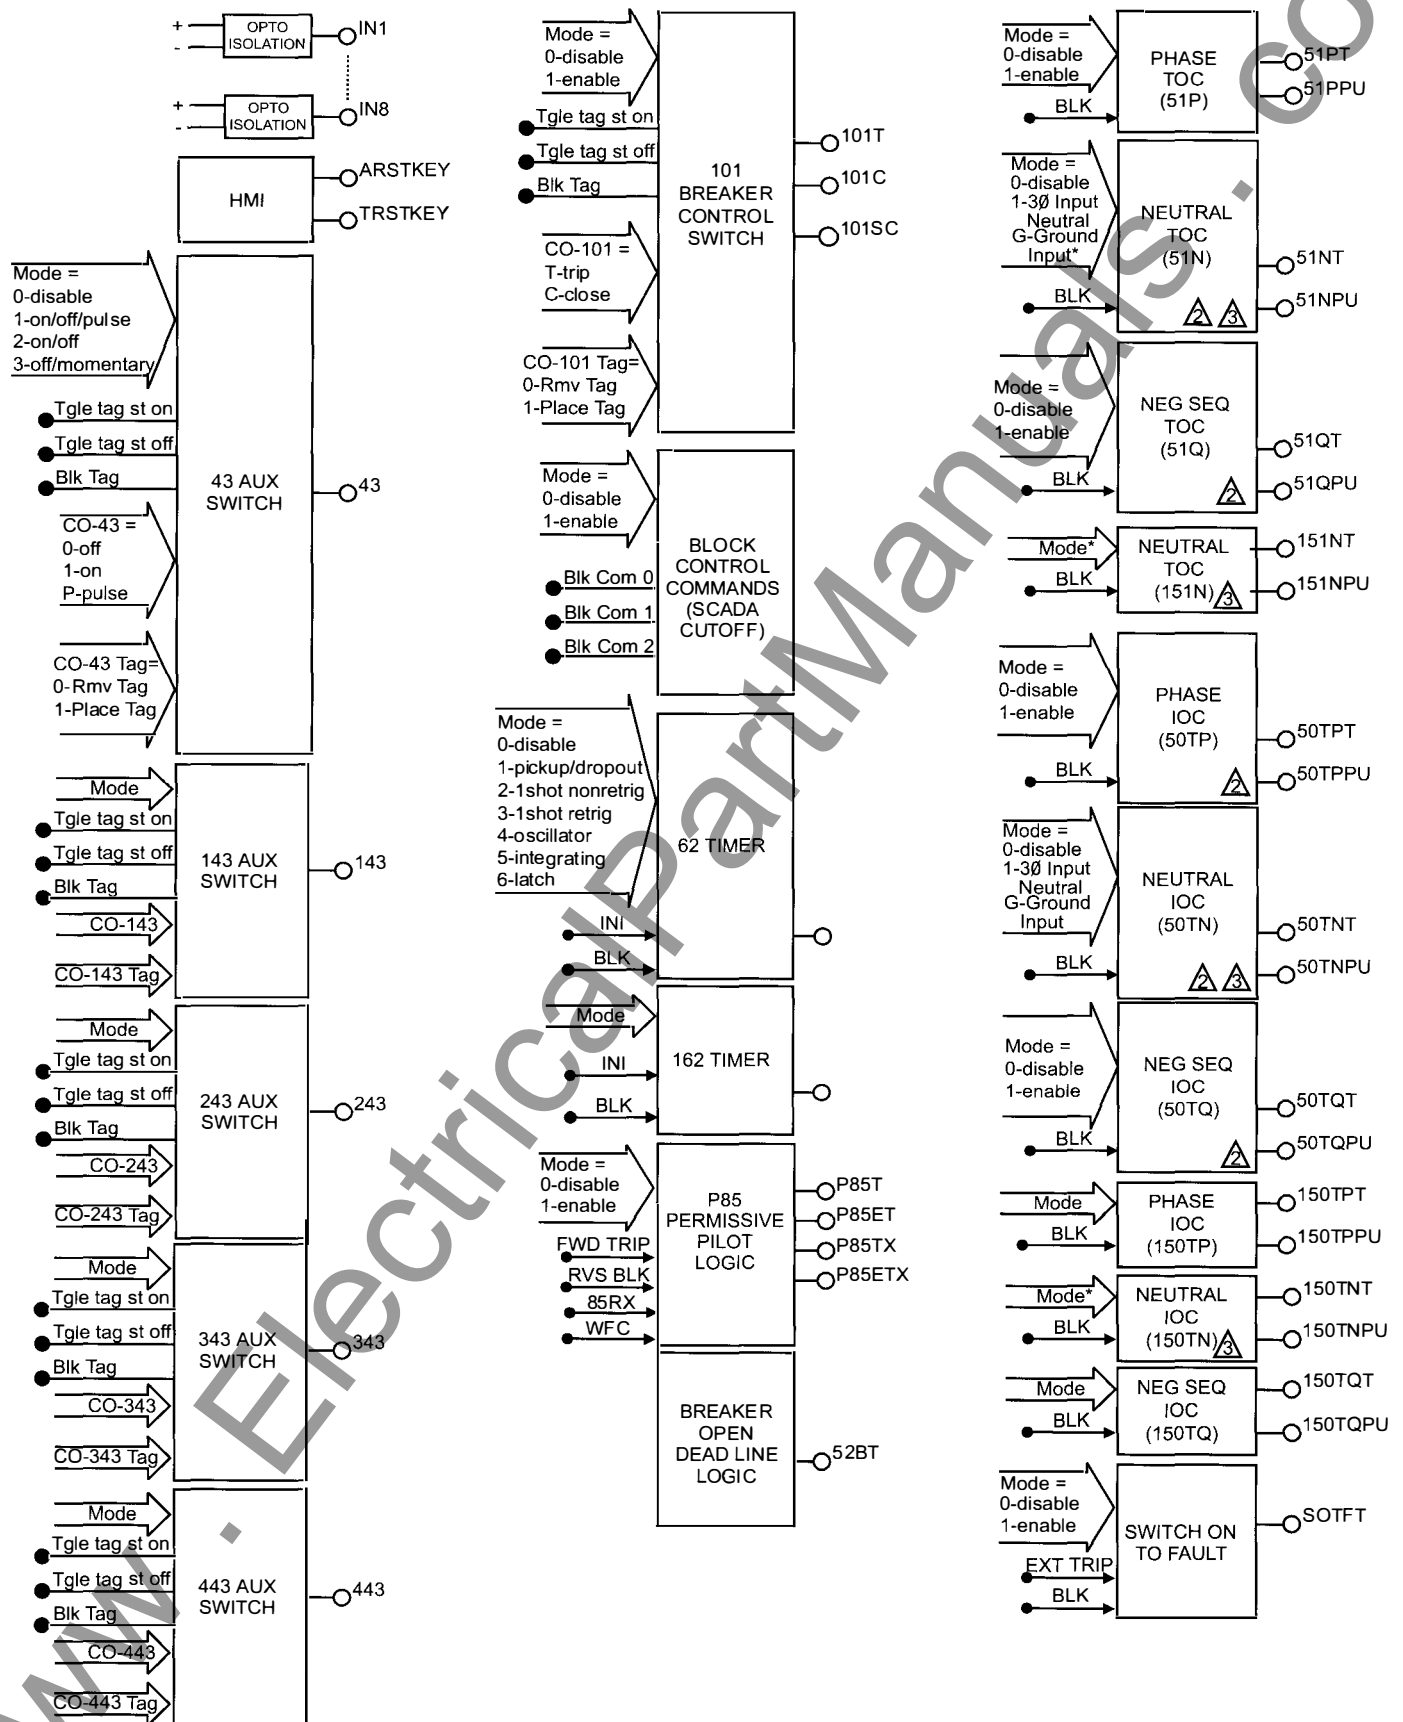 +
-
OPTO
ISOLATION
IN1
+
-
OPTO
ISOLATION
IN8
HMI
ARSTKEY
TRSTKEY
Mode =
0-disable
1-on/off/pulse
2-on/off
3-off/momentary
Tgle tag st on
Tgle tag st off
Blk Tag
CO-43 =
0-off
1-on
P-pulse
CO-43 Tag=
0-Rmv Tag
1-Place Tag
43 AUX
SWITCH
43
Mode
Tgle tag st on
Tgle tag st off
Blk Tag
CO-143
CO-143 Tag
143 AUX
SWITCH
143
Mode
Tgle tag st on
Tgle tag st off
Blk Tag
CO-243
CO-243 Tag
243 AUX
SWITCH
243
Mode
Tgle tag st on
Tgle tag st off
Blk Tag
CO-343
CO-343 Tag
343 AUX
SWITCH
343
Mode
Tgle tag st on
Tgle tag st off
Blk Tag
CO-443
CO-443 Tag
443 AUX
SWITCH
443
Mode =
0-disable
1-enable
Tgle tag st on
Tgle tag st off
Blk Tag
CO-101 =
T-trip
C-close
CO-101 Tag=
0-Rmv Tag
1-Place Tag
101
BREAKER
CONTROL
SWITCH
101T
101C
101SC
Mode =
0-disable
1-enable
Blk Com 0
Blk Com 1
Blk Com 2
BLOCK
CONTROL
COMMANDS
(SCADA
CUTOFF)
Mode =
0-disable
1-pickup/dropout
2-1shot nonretrig
3-1shot retrig
4-oscillator
5-integrating
6-latch
INI
BLK
62 TIMER
Mode
INI
BLK
162 TIMER
Mode =
0-disable
1-enable
FWD TRIP
RVS BLK
85RX
WFC
P85
PERMISSIVE
PILOT
LOGIC
P85T
P85ET
P85TX
P85ETX
BREAKER
OPEN
DEAD LINE
LOGIC
52BT
Mode =
0-disable
1-enable
BLK
PHASE
TOC
(51P)
51PT
51PPU
Mode =
0-disable
1-3Ø Input
Neutral
G-Ground
Input*
BLK
NEUTRAL
TOC
(51N)
2 3
51NT
51NPU
Mode =
0-disable
1-enable
BLK
NEG SEQ
TOC
(51Q)
2
51QT
51QPU
Mode*
BLK
NEUTRAL
TOC
(151N) 3
151NT
151NPU
Mode =
0-disable
1-enable
BLK
PHASE
IOC
(50TP)
2
50TPT
50TPPU
Mode =
0-disable
1-3Ø Input
Neutral
G-Ground
Input
BLK
NEUTRAL
IOC
(50TN)
2 3
50TNT
50TNPU
Mode =
0-disable
1-enable
BLK
NEG SEQ
IOC
(50TQ)
2
50TQT
50TQPU
Mode
BLK
PHASE
IOC
(150TP)
150TPT
150TPPU
Mode*
BLK
NEUTRAL
IOC
(150TN) 3
150TNT
150TNPU
Mode
BLK
NEG SEQ
IOC
(150TQ)
150TQT
150TQPU
Mode =
0-disable
1-enable
EXT TRIP
BLK
SWITCH ON
TO FAULT
SOTFT
ww . ElectricalPartManuals . co